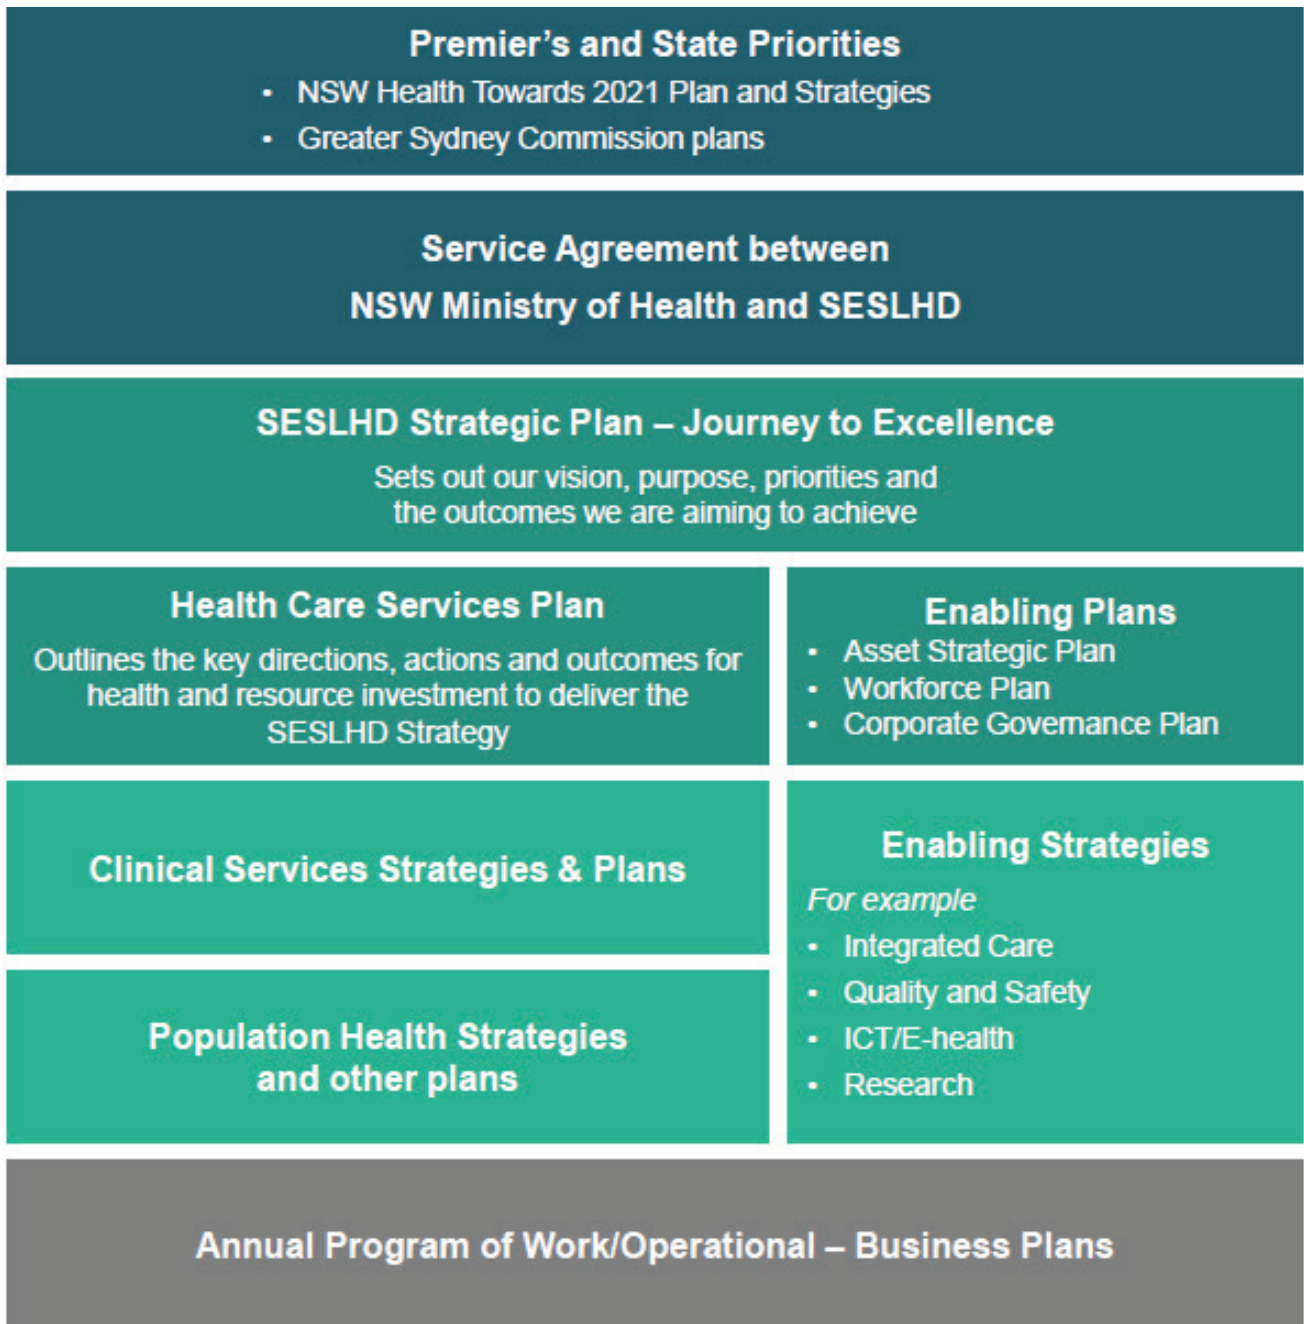 Premier’s and State Priorities
• NSW Health Towards 2021 Plan and Strategies
• Greater Sydney Commission plans
Service Agreement between
NSW Ministry of Health and SESLHD
SESLHD Strategic Plan – Journey to Excellence
Sets out our vision, purpose, priorities and
the outcomes we are aiming to achieve
Health Care Services Plan
Outlines the key directions, actions and outcomes for
health and resource investment to deliver the
SESLHD Strategy
Enabling Plans
• Asset Strategic Plan
• Workforce Plan
• Corporate Governance Plan
Clinical Services Strategies & Plans
Population Health Strategies
and other plans
Enabling Strategies
For example
• Integrated Care
• Quality and Safety
• ICT/E-health
• Research
Annual Program of Work/Operational – Business Plans